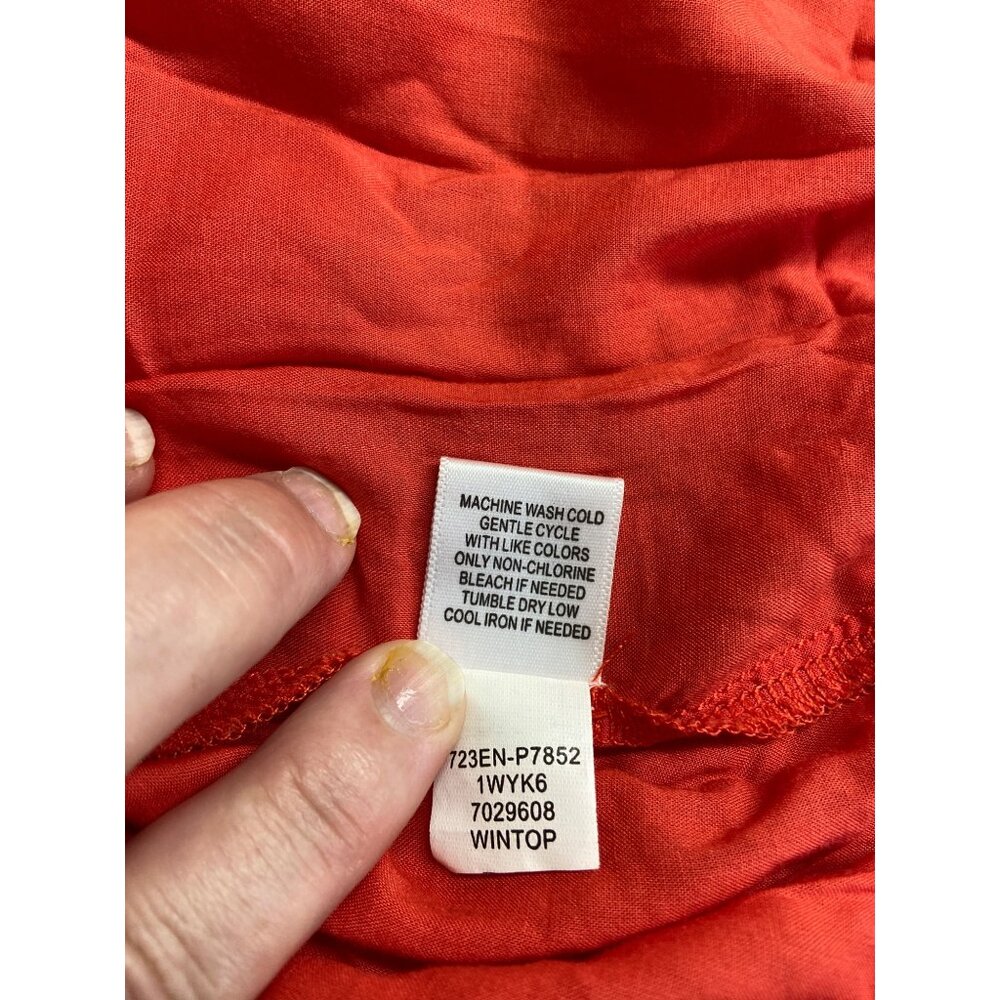 MACHINE WASH COLD
GENTLE CYCLE
WITH LIKE COLORS
ONLY NON-CHLORINE
BLEACH IF NEEDED
TUMBLE DRY LOW
COOL IRON IF NEEDED
723EN-P7852
1WYK6
7029608
WINTOP